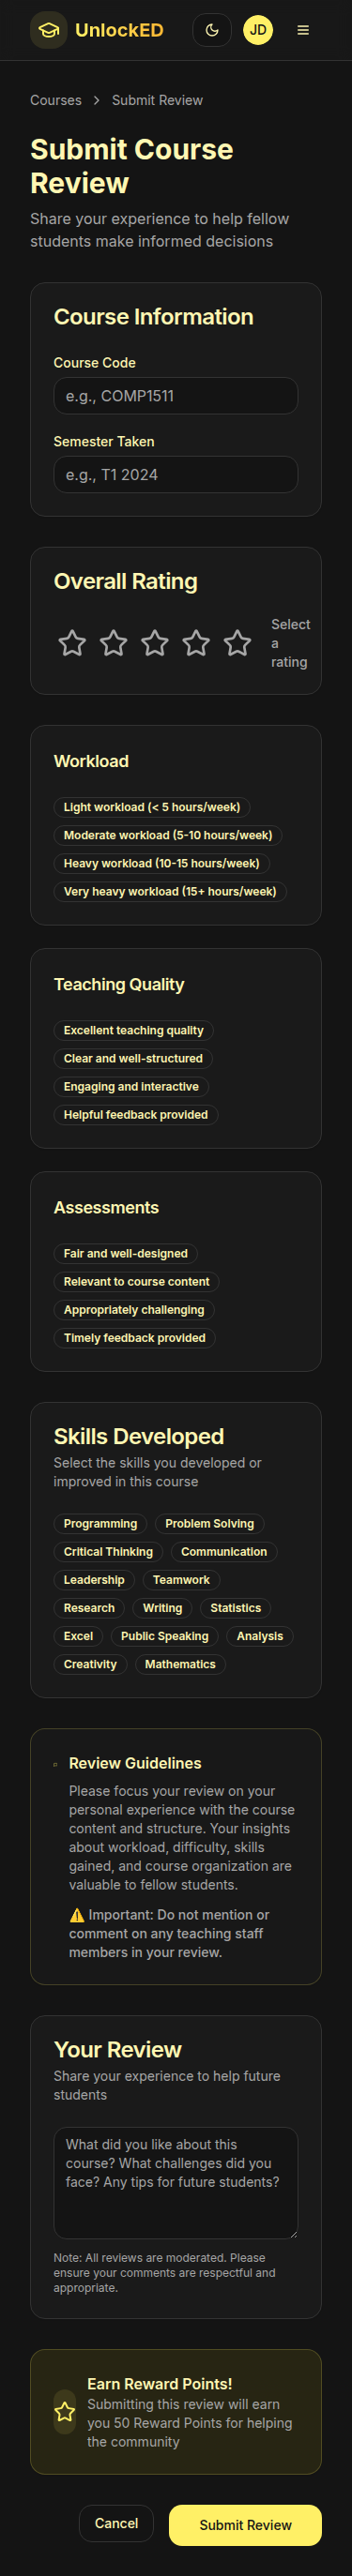 UnlockED
JD
Courses > Submit Review
Submit Course
Review
Share your experience to help fellow
students make informed decisions
Course Information
Course Code
e.g., COMP1511
Semester Taken
e.g., T1 2024
Overall Rating
Select
a
rating
Workload
Light workload (< 5 hours/week)
Moderate workload (5-10 hours/week)
Heavy workload (10-15 hours/week)
Very heavy workload (15+ hours/week)
Teaching Quality
Excellent teaching quality
Clear and well-structured
Engaging and interactive
Helpful feedback provided
Assessments
Fair and well-designed
Relevant to course content
Appropriately challenging
Timely feedback provided
Skills Developed
Select the skills you developed or
improved in this course
Programming Problem Solving
Critical Thinking Communication
Leadership Teamwork
Research Writing Statistics
Excel Public Speaking Analysis
Creativity Mathematics
Review Guidelines
Please focus your review on your
personal experience with the course
content and structure. Your insights
about workload, difficulty, skills
gained, and course organization are
valuable to fellow students.
⚠️ Important: Do not mention or
comment on any teaching staff
members in your review.
Your Review
Share your experience to help future
students
What did you like about this
course? What challenges did you
face? Any tips for future students?
Note: All reviews are moderated. Please
ensure your comments are respectful and
appropriate.
Earn Reward Points!
Submitting this review will earn
you 50 Reward Points for helping
the community
Cancel Submit Review